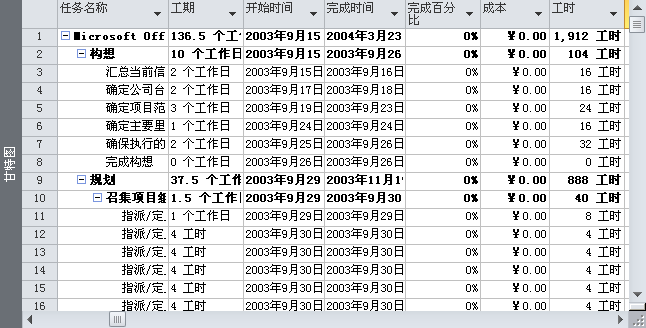 任务名称 工期 开始时间 完成时间 完成百分比 成本 工时
1 Microsoft Off 136.5 个工 2003年9月15 2004年3月23 0% ￥0.00 1,912 工时
2 构想 10 个工作日 2003年9月15 2003年9月26 0% ￥0.00 104 工时
3 汇总当前信 2 个工作日 2003年9月15日 2003年9月16日 0% ￥0.00 16 工时
4 确定公司台 2 个工作日 2003年9月17日 2003年9月18日 0% ￥0.00 16 工时
5 确定项目范 3 个工作日 2003年9月19日 2003年9月23日 0% ￥0.00 24 工时
6 确定主要里 1 个工作日 2003年9月24日 2003年9月24日 0% ￥0.00 16 工时
7 确保执行的 2 个工作日 2003年9月25日 2003年9月26日 0% ￥0.00 32 工时
8 完成构想 0 个工作日 2003年9月26日 2003年9月26日 0% ￥0.00 0 工时
9 规划 37.5 个工作 2003年9月29 2003年11月1 0% ￥0.00 888 工时
10 召集项目组 1.5 个工作 2003年9月29 2003年9月30 0% ￥0.00 40 工时
11 指派/定 1 个工作日 2003年9月29日 2003年9月29日 0% ￥0.00 8 工时
12 指派/定 4 工时 2003年9月30日 2003年9月30日 0% ￥0.00 4 工时
13 指派/定 4 工时 2003年9月30日 2003年9月30日 0% ￥0.00 4 工时
14 指派/定 4 工时 2003年9月30日 2003年9月30日 0% ￥0.00 4 工时
15 指派/定 4 工时 2003年9月30日 2003年9月30日 0% ￥0.00 4 工时
16 指派/定 4 工时 2003年9月30日 2003年9月30日 0% ￥0.00 4 工时
甘特图